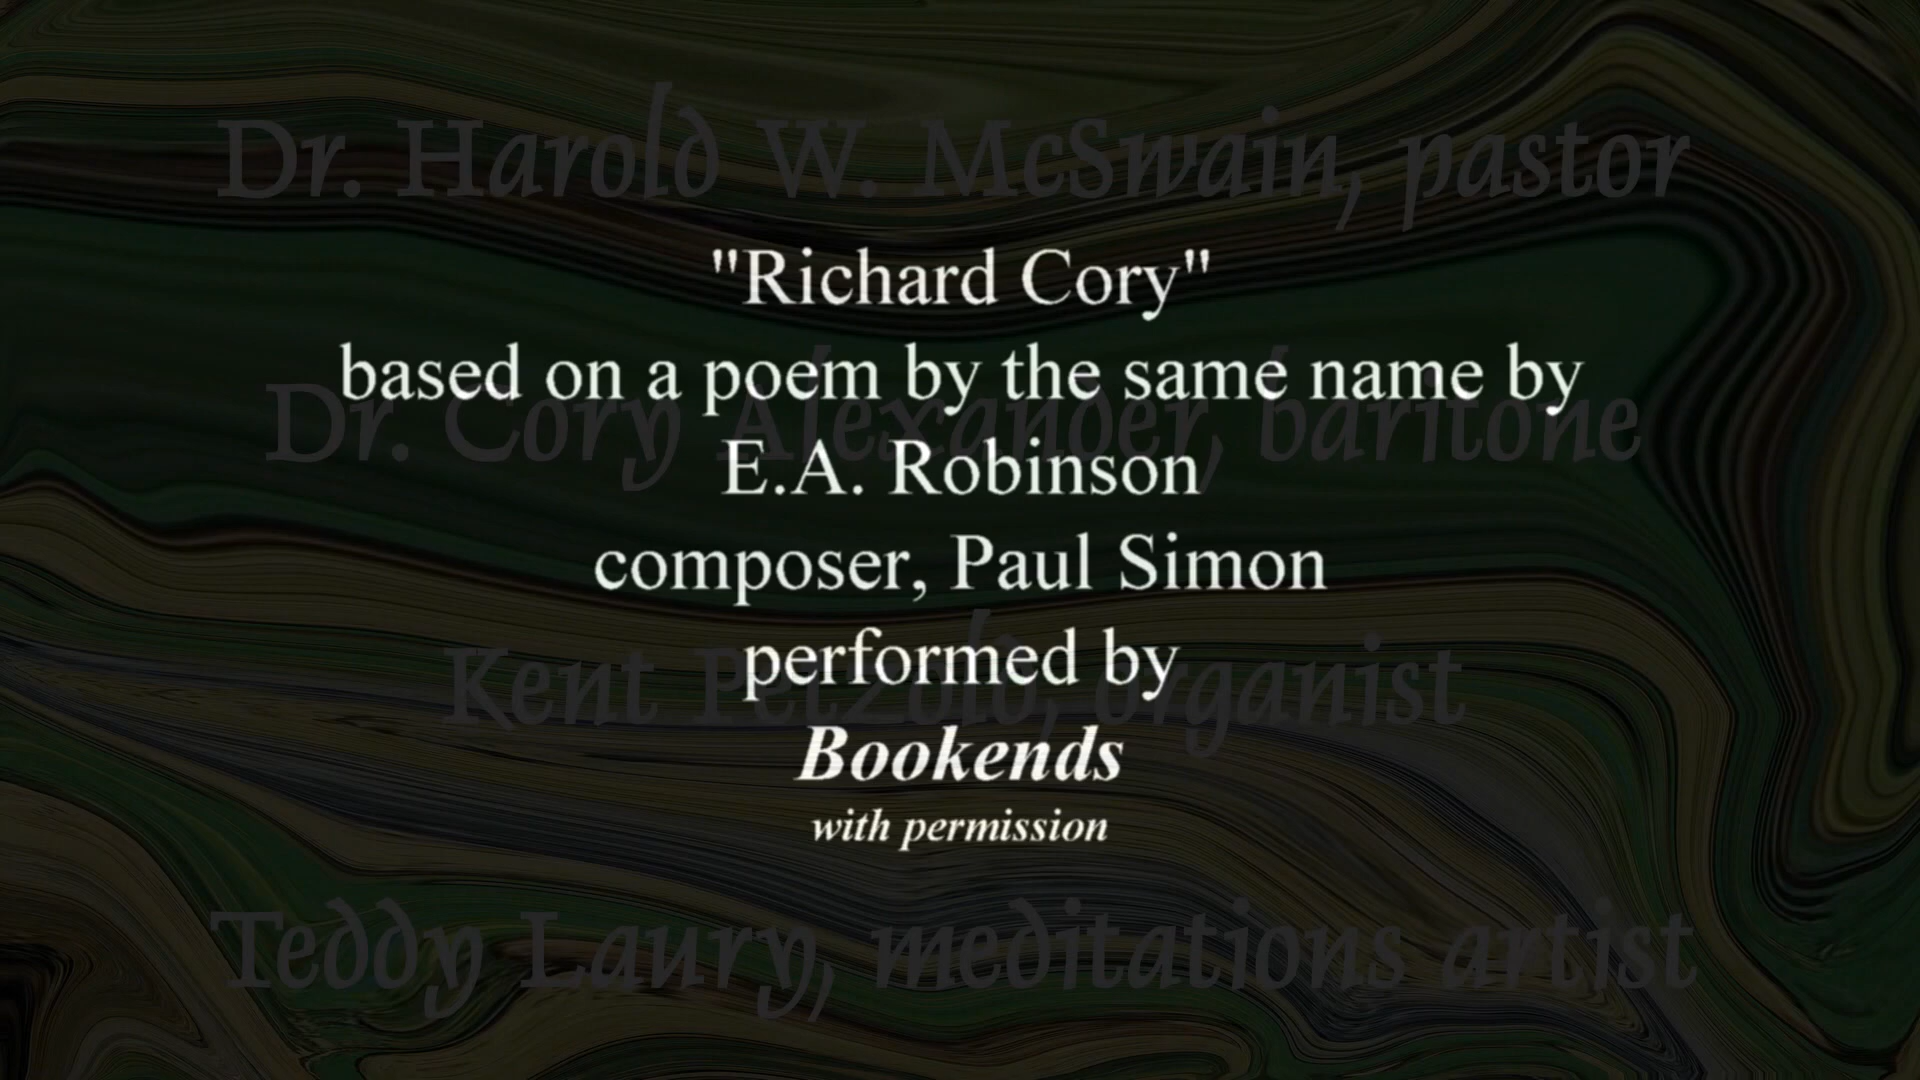 Dr. Harold W. McSwain, pastor
"Richard Cory"
based on a poem by the same name by
Dr. Cory Alexander, baritone
E.A. Robinson
composer, Paul Simon
performed by
Kent Petzold, organist
Bookends
with permission
Teddy Laury, meditations artist